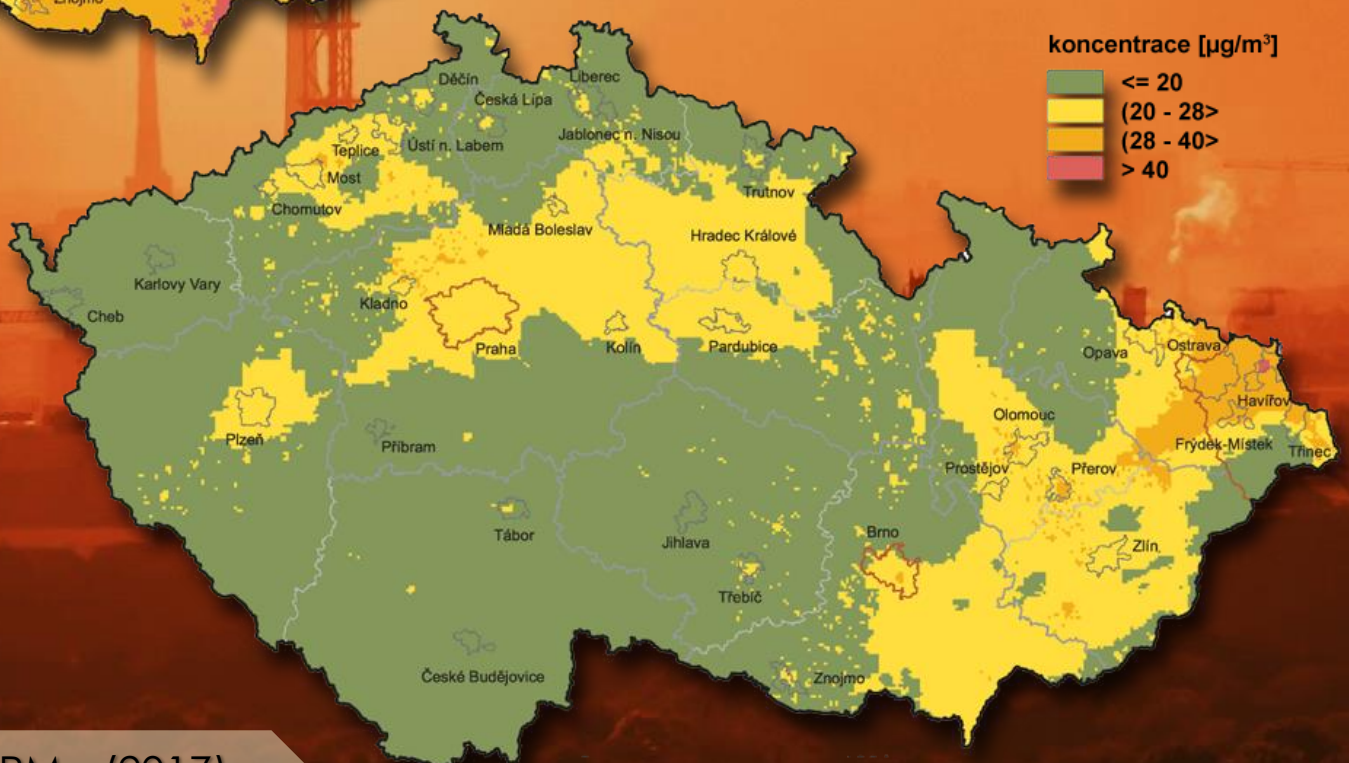 Znojmo
koncentrace [µg/m³]
<= 20
(20 - 28>
(28 - 40>
> 40
Děčín
Liberec
Česká Lípa
Jablonec n. Nisou
Ústí n. Labem
Teplice
Most
Chomutov
Trutnov
Mladá Boleslav
Hradec Králové
Karlovy Vary
Kladno
Cheb
Praha
Kolín
Pardubice
Opava
Ostrava
Havířov
Olomouc
Plzeň
Příbram
Frýdek-Místek
Třinec
Prostějov
Přerov
Tábor
Jihlava
Brno
Zlín
Třebíč
České Budějovice
Znojmo
(2017)